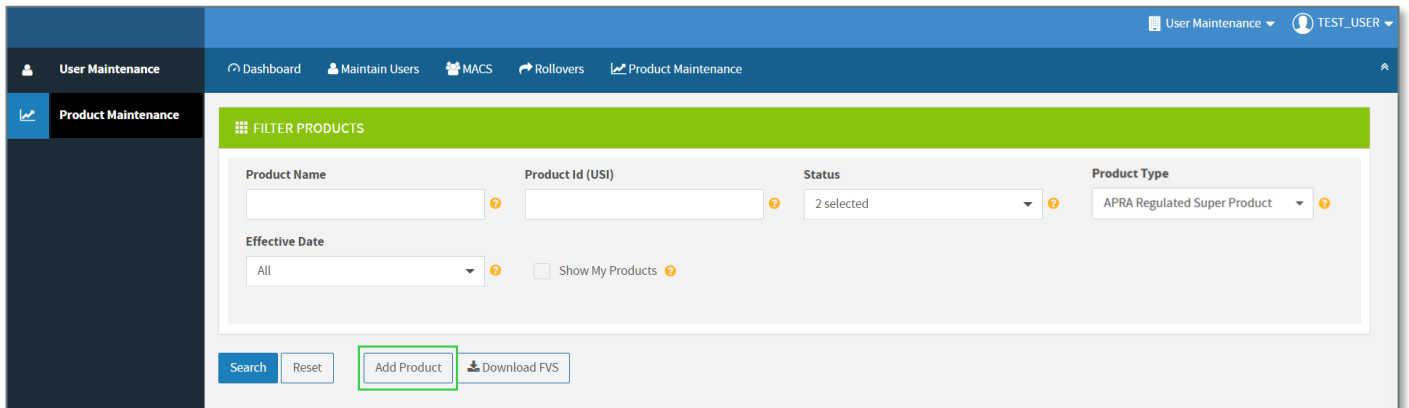 User Maintenance TEST_USER
User Maintenance Dashboard Maintain Users MACS Rollovers Product Maintenance
Product Maintenance
FILTER PRODUCTS
Product Name Product Id (USI) Status Product Type
2 selected APRA Regulated Super Product
Effective Date
All Show My Products
Search Reset Add Product Download FVS